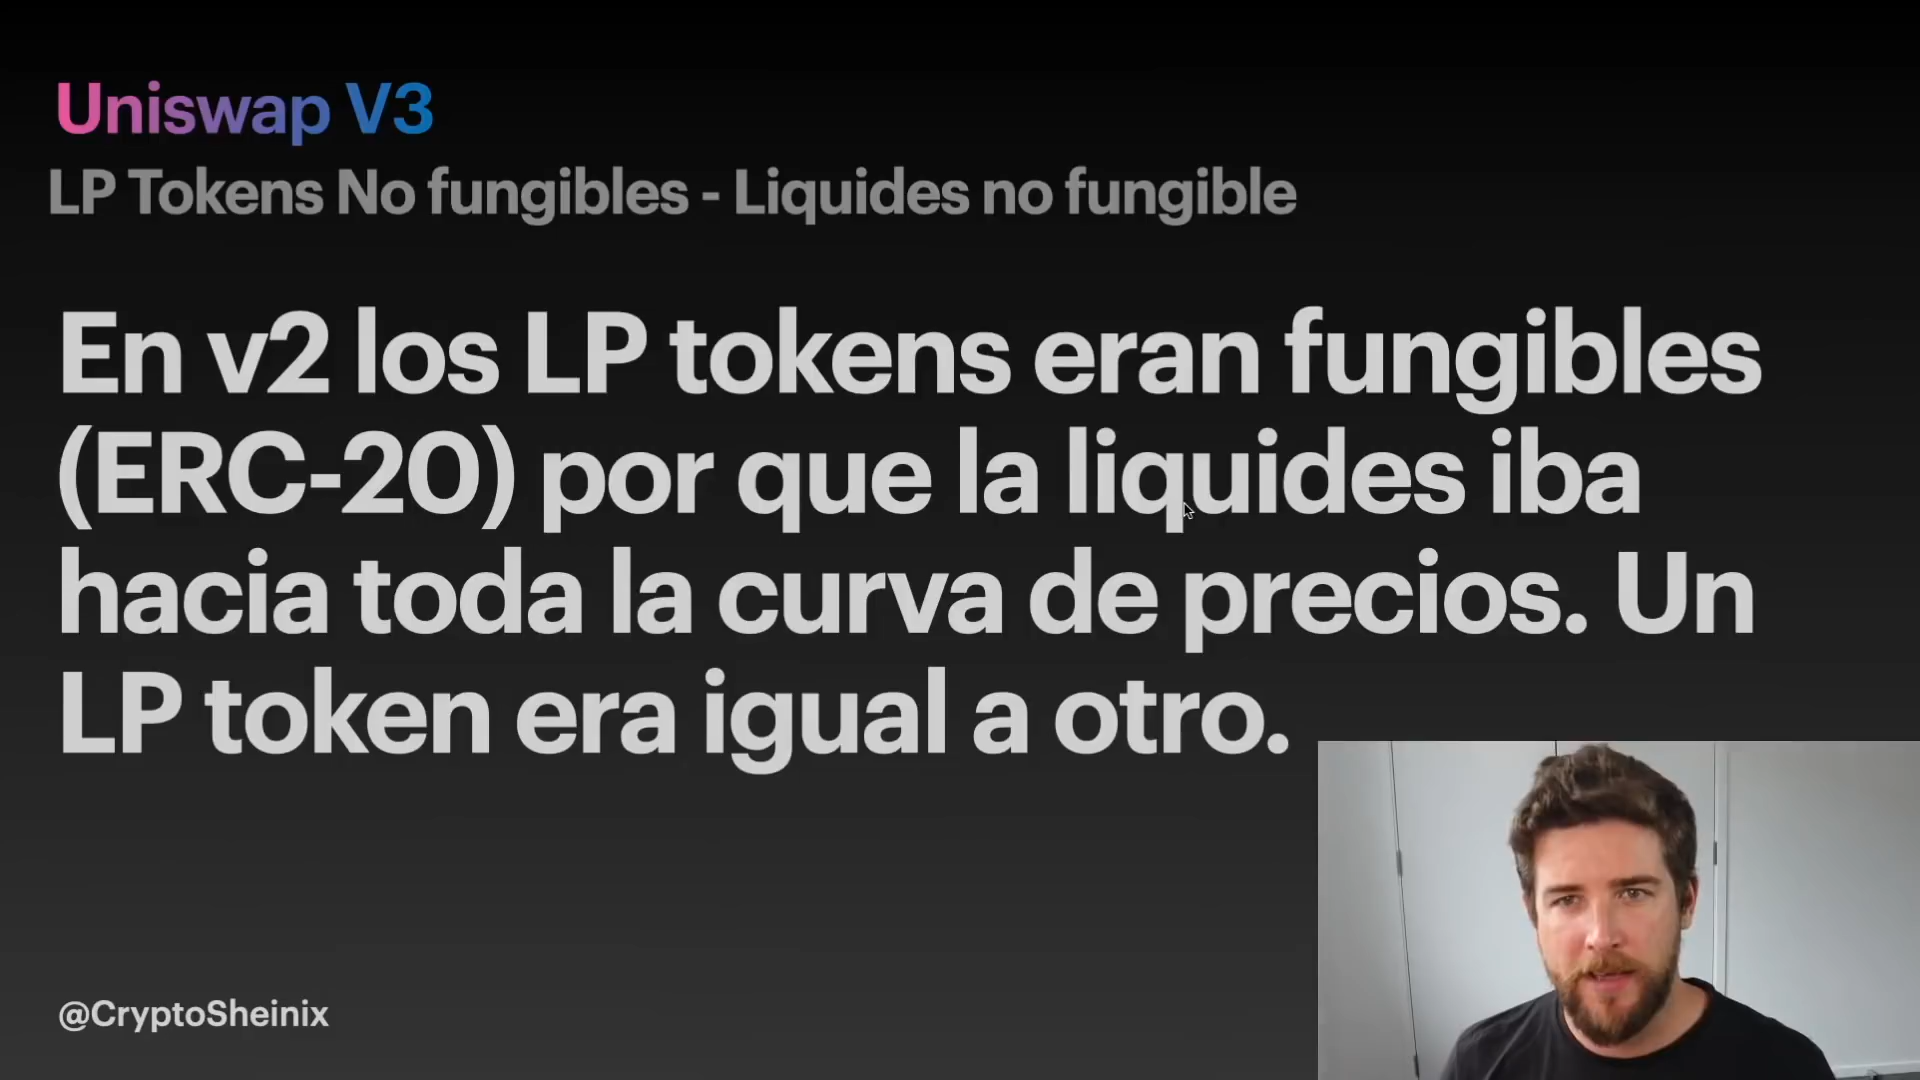 Uniswap V3
LP Tokens No fungibles - Liquides no fungible
En v2 los LP tokens eran fungibles
(ERC-20) por que la liquides iba
hacia toda la curva de precios. Un
LP token era igual a otro.
@CryptoSheinix